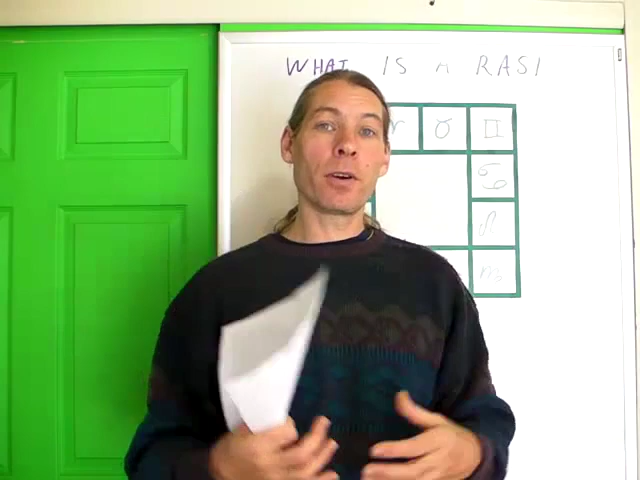 WHAT IS A RASI
♈ ♉ ♊
♋
♌
♍